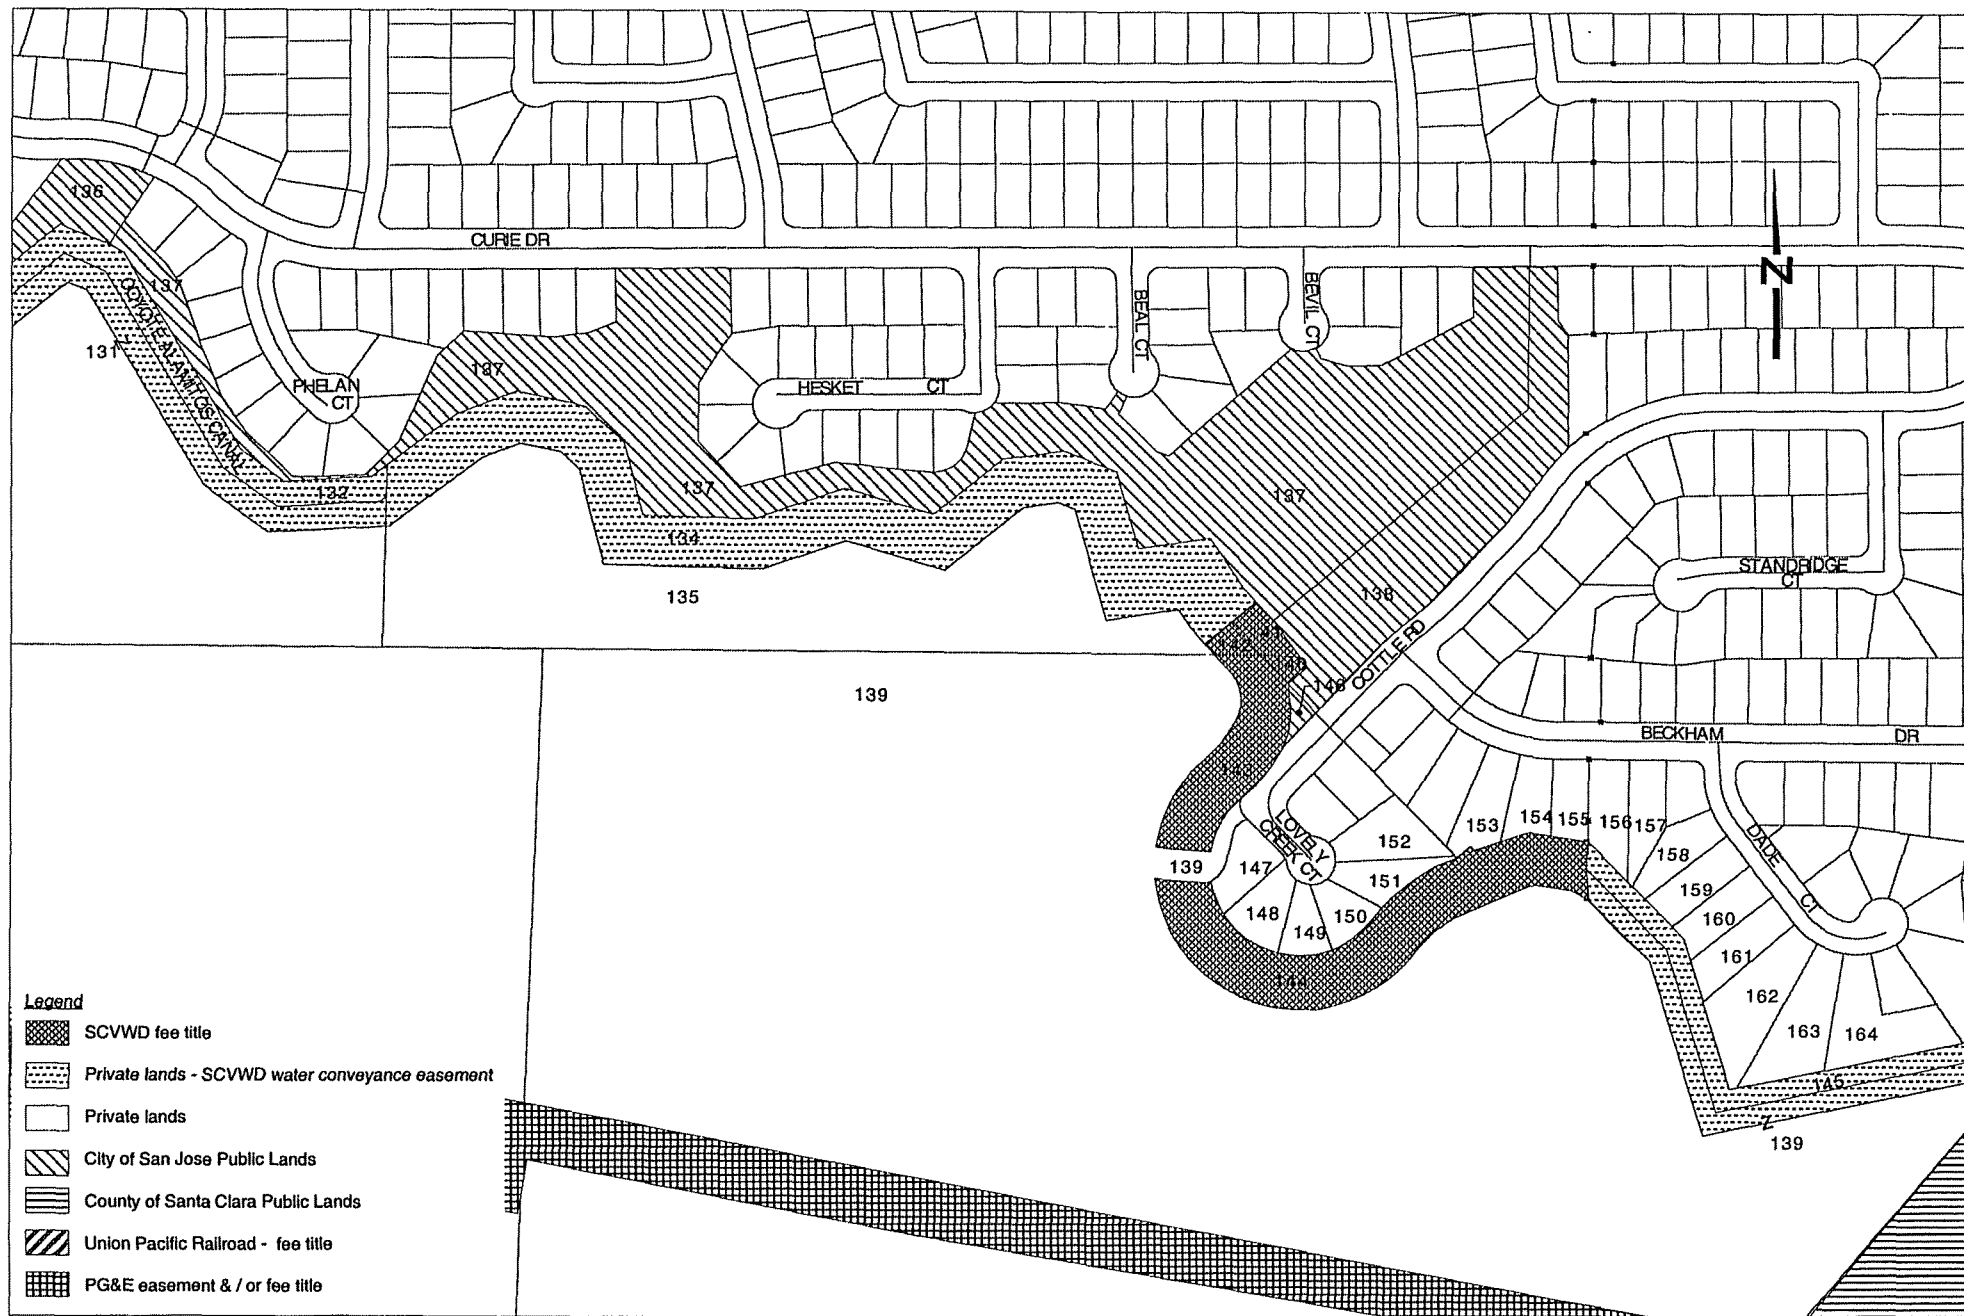 136
CURIE DR
137
COYOTE ALAMITOS CANAL
131
PHELAN
CT
132
137
HESKET CT
BEAL CT
BEVIL CT
N
137
134
135
137
138
STANDRIDGE
CT
COTTLE RD
140
146
139
BECKHAM DR
LOVELY
CREEK CT
139
147
148
149
150
151
152
153
154
155
156
157
158
159
160
161
162
163
164
DADE CT
144
145
139
Legend
SCVWD fee title
Private lands - SCVWD water conveyance easement
Private lands
City of San Jose Public Lands
County of Santa Clara Public Lands
Union Pacific Railroad - fee title
PG&E easement & / or fee title